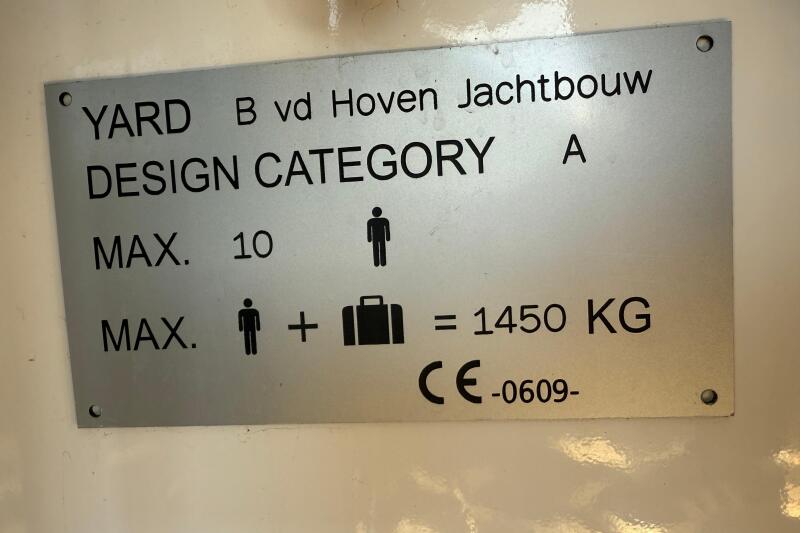 YARD B vd Hoven Jachtbouw
DESIGN CATEGORY A
MAX. 10
MAX. + = 1450 KG
CE -0609-